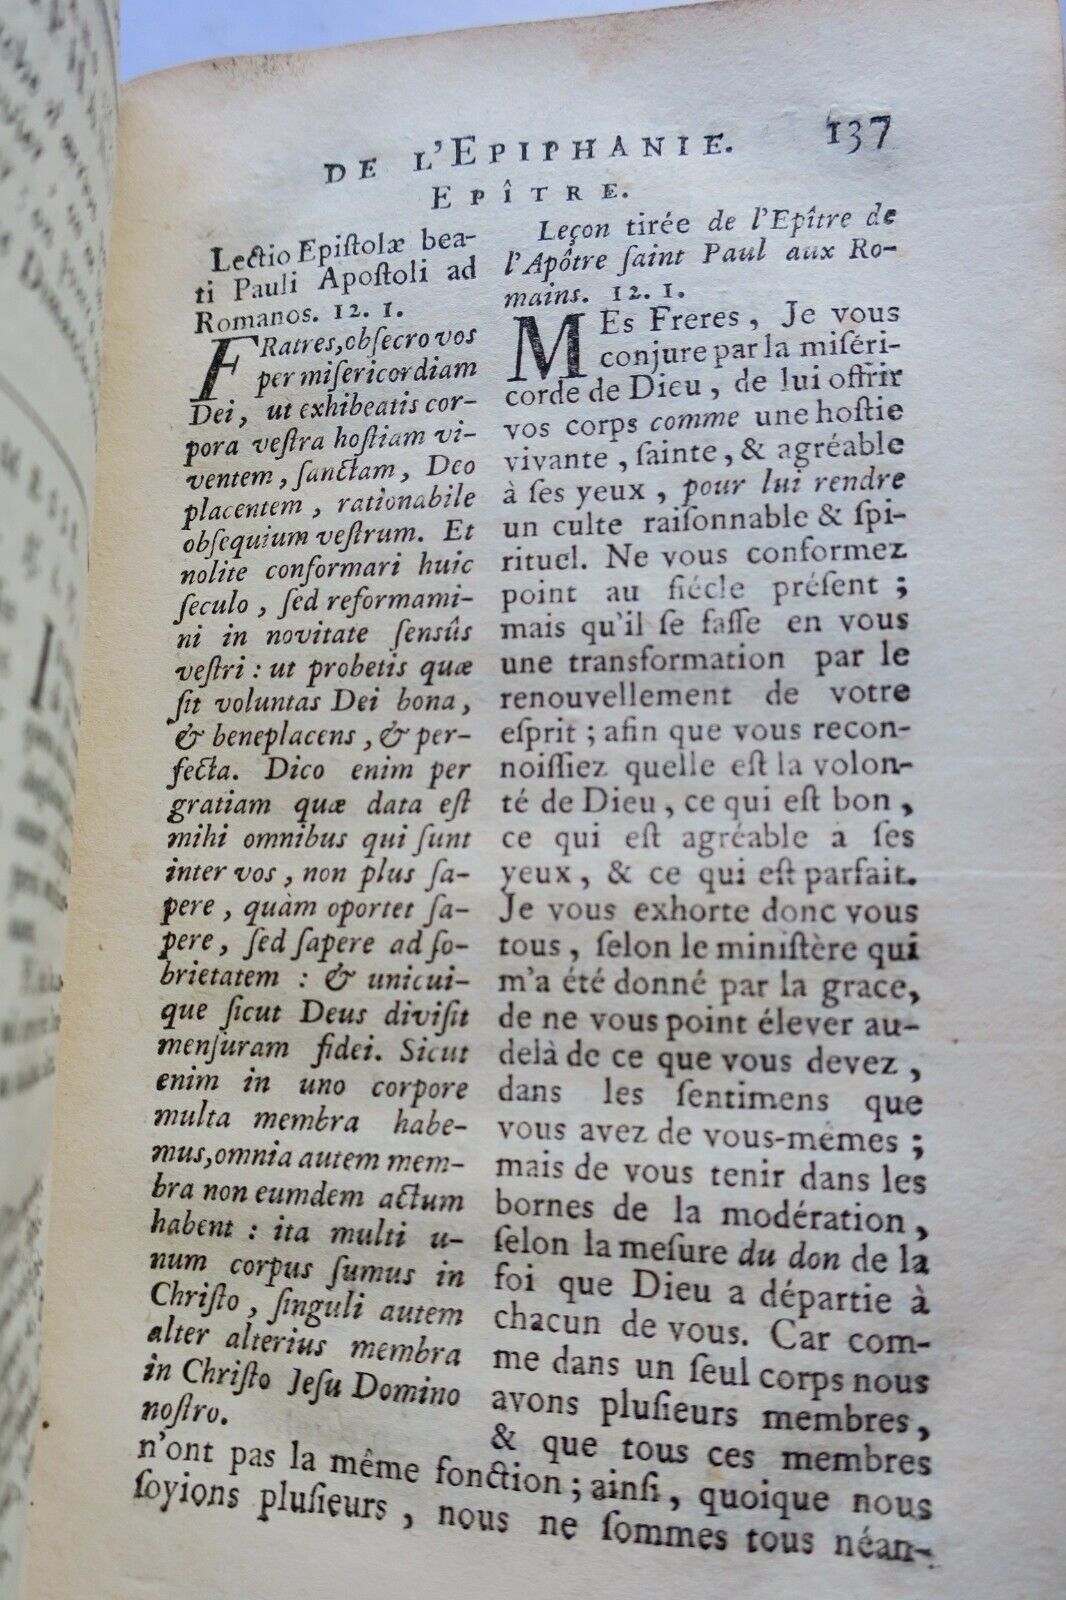 DE L'EPIPHANIE. 137
EPÎTRE.
Lectio Epiſtolæ bea-
ti Pauli Apoſtoli ad
Romanos. 12. 1.
FRatres, obſecro vos
per miſericordiam
Dei, ut exhibeatis cor-
pora veſtra hoſtiam vi-
ventem, ſanctam, Deo
placentem, rationabile
obſequium veſtrum. Et
nolite conformari huic
ſeculo, ſed reformami-
ni in novitate ſensûs
veſtri: ut probetis quæ
ſit voluntas Dei bona,
& beneplacens, & per-
fecta. Dico enim per
gratiam quæ data eſt
mihi omnibus qui ſunt
inter vos, non plus ſa-
pere, quàm oportet ſa-
pere, ſed ſapere ad ſo-
brietatem: & unicui-
que ſicut Deus diviſit
menſuram fidei. Sicut
enim in uno corpore
multa membra habe-
mus, omnia autem mem-
bra non eumdem actum
habent: ita multi u-
num corpus ſumus in
Chriſto, ſinguli autem
alter alterius membra
in Chriſto Jeſu Domino
noſtro.
Leçon tirée de l'Epître de
l'Apôtre ſaint Paul aux Ro-
mains. 12. 1.
MEs Freres, Je vous
conjure par la miſéri-
corde de Dieu, de lui offrir
vos corps comme une hoſtie
vivante, ſainte, & agréable
à ſes yeux, pour lui rendre
un culte raiſonnable & ſpi-
rituel. Ne vous conformez
point au ſiécle préſent;
mais qu'il ſe faſſe en vous
une transformation par le
renouvellement de votre
eſprit; afin que vous recon-
noiſſiez quelle eſt la volon-
té de Dieu, ce qui eſt bon,
ce qui eſt agréable a ſes
yeux, & ce qui eſt parfait.
Je vous exhorte donc vous
tous, ſelon le miniſtère qui
m'a été donné par la grace,
de ne vous point élever au-
delà de ce que vous devez,
dans les ſentimens que
vous avez de vous-mêmes;
mais de vous tenir dans les
bornes de la modération,
ſelon la meſure du don de la
foi que Dieu a départie à
chacun de vous. Car com-
me dans un ſeul corps nous
avons pluſieurs membres,
& que tous ces membres
n'ont pas la même fonction; ainſi, quoique nous
ſoyions pluſieurs, nous ne ſommes tous néan-